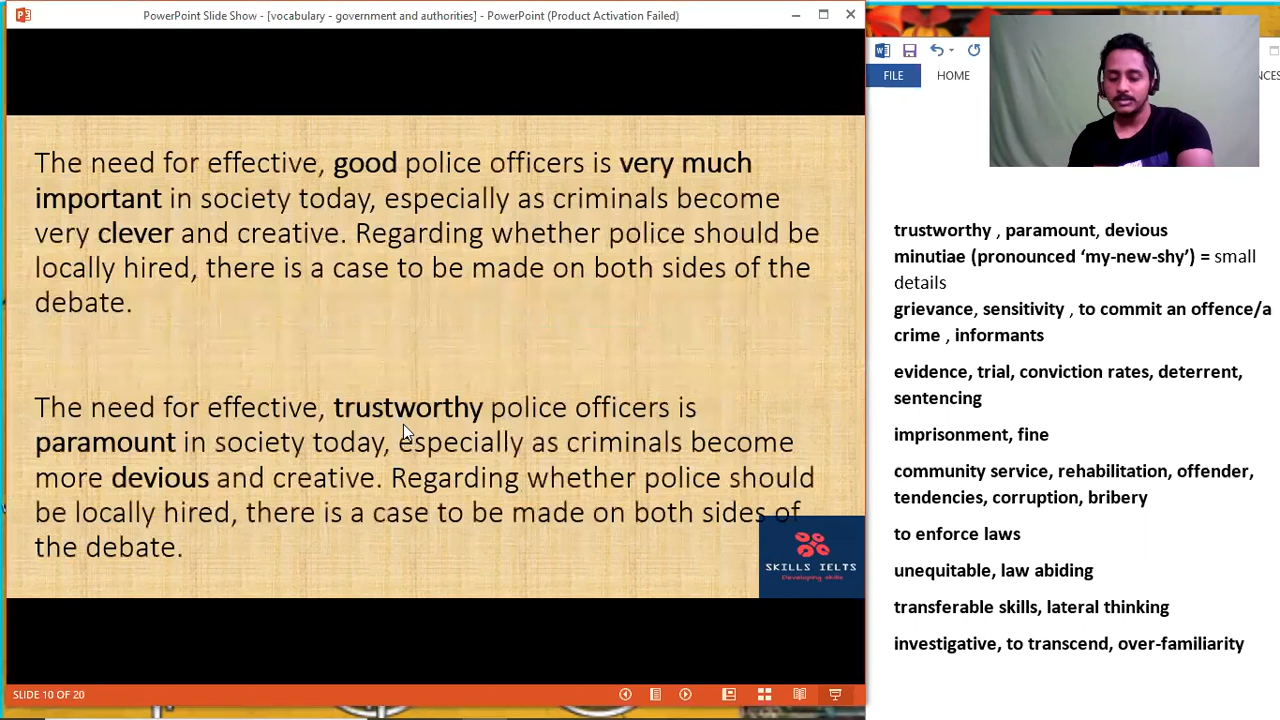 PowerPoint Slide Show - [vocabulary - government and authorities] - PowerPoint (Product Activation Failed)
The need for effective, good police officers is very much
important in society today, especially as criminals become
very clever and creative. Regarding whether police should be
locally hired, there is a case to be made on both sides of the
debate.
The need for effective, trustworthy police officers is
paramount in society today, especially as criminals become
more devious and creative. Regarding whether police should
be locally hired, there is a case to be made on both sides of
the debate.
SKILLS IELTS
Developing skills
SLIDE 10 OF 20
FILE HOME
NCES
trustworthy , paramount, devious
minutiae (pronounced ‘my-new-shy’) = small
details
grievance, sensitivity , to commit an offence/a
crime , informants
evidence, trial, conviction rates, deterrent,
sentencing
imprisonment, fine
community service, rehabilitation, offender,
tendencies, corruption, bribery
to enforce laws
unequitable, law abiding
transferable skills, lateral thinking
investigative, to transcend, over-familiarity